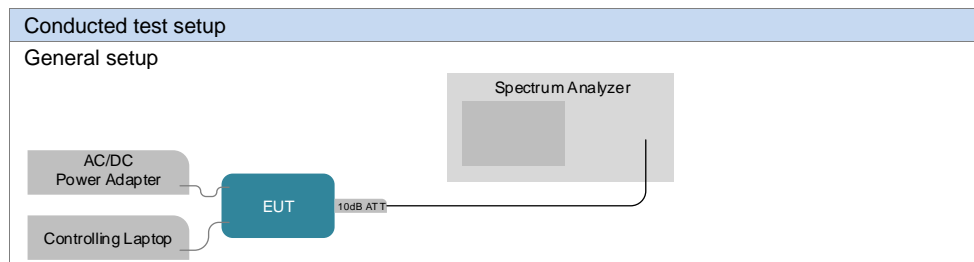 Conducted test setup
General setup
Spectrum Analyzer
AC/DC
Power Adapter
EUT
10dB ATT
Controlling Laptop